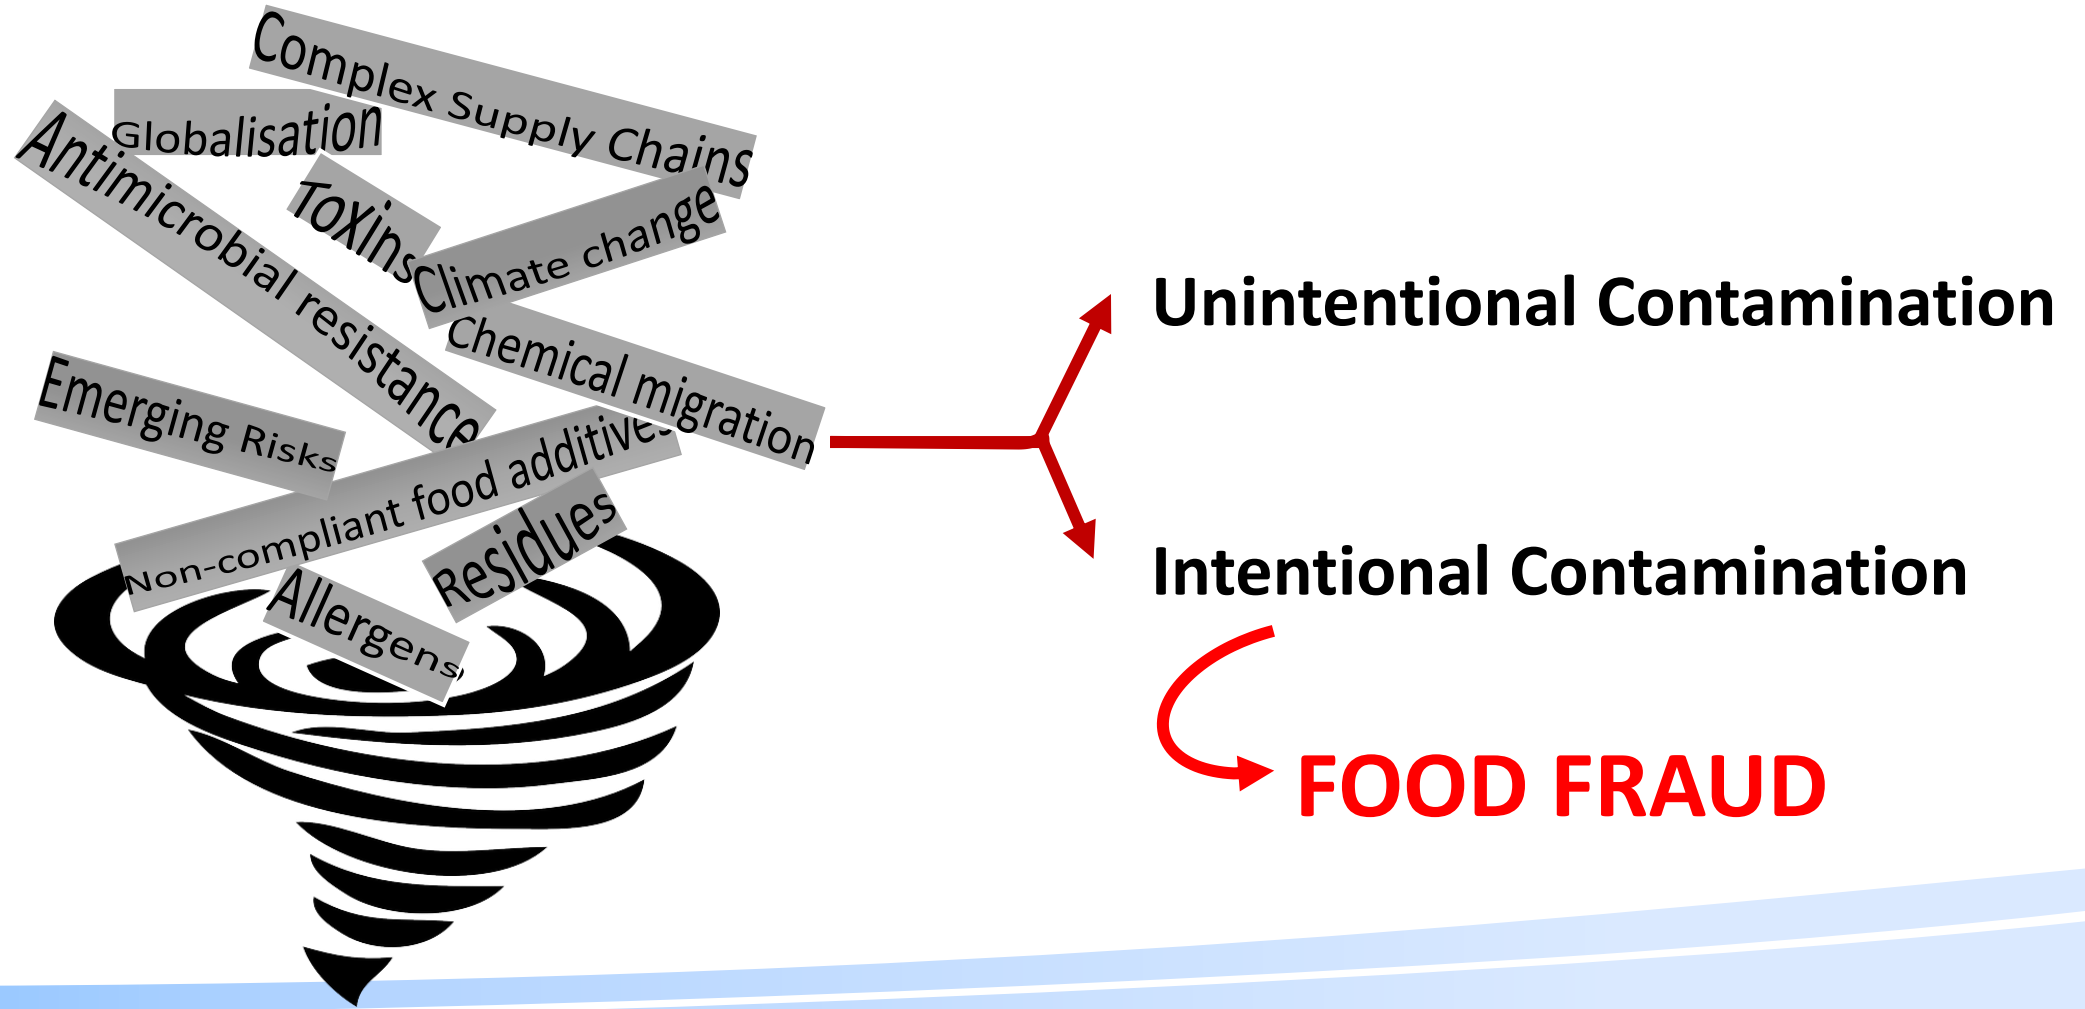 Complex Supply Chains
Globalisation
Antimicrobial resistance
Toxins
Climate change
Chemical migration
Emerging Risks
Non-compliant food additives
Residues
Allergens
Unintentional Contamination
Intentional Contamination
FOOD FRAUD